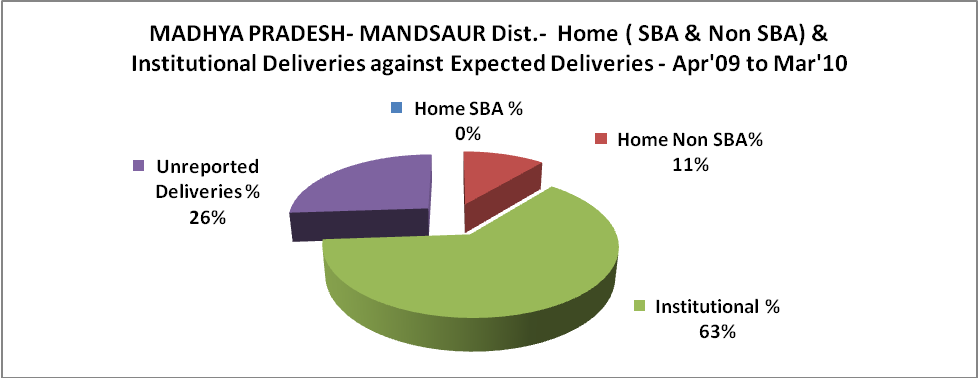 MADHYA PRADESH- MANDSAUR Dist.- Home ( SBA & Non SBA) &
Institutional Deliveries against Expected Deliveries - Apr'09 to Mar'10
Home SBA %
0%
Home Non SBA%
11%
Unreported
Deliveries %
26%
Institutional %
63%